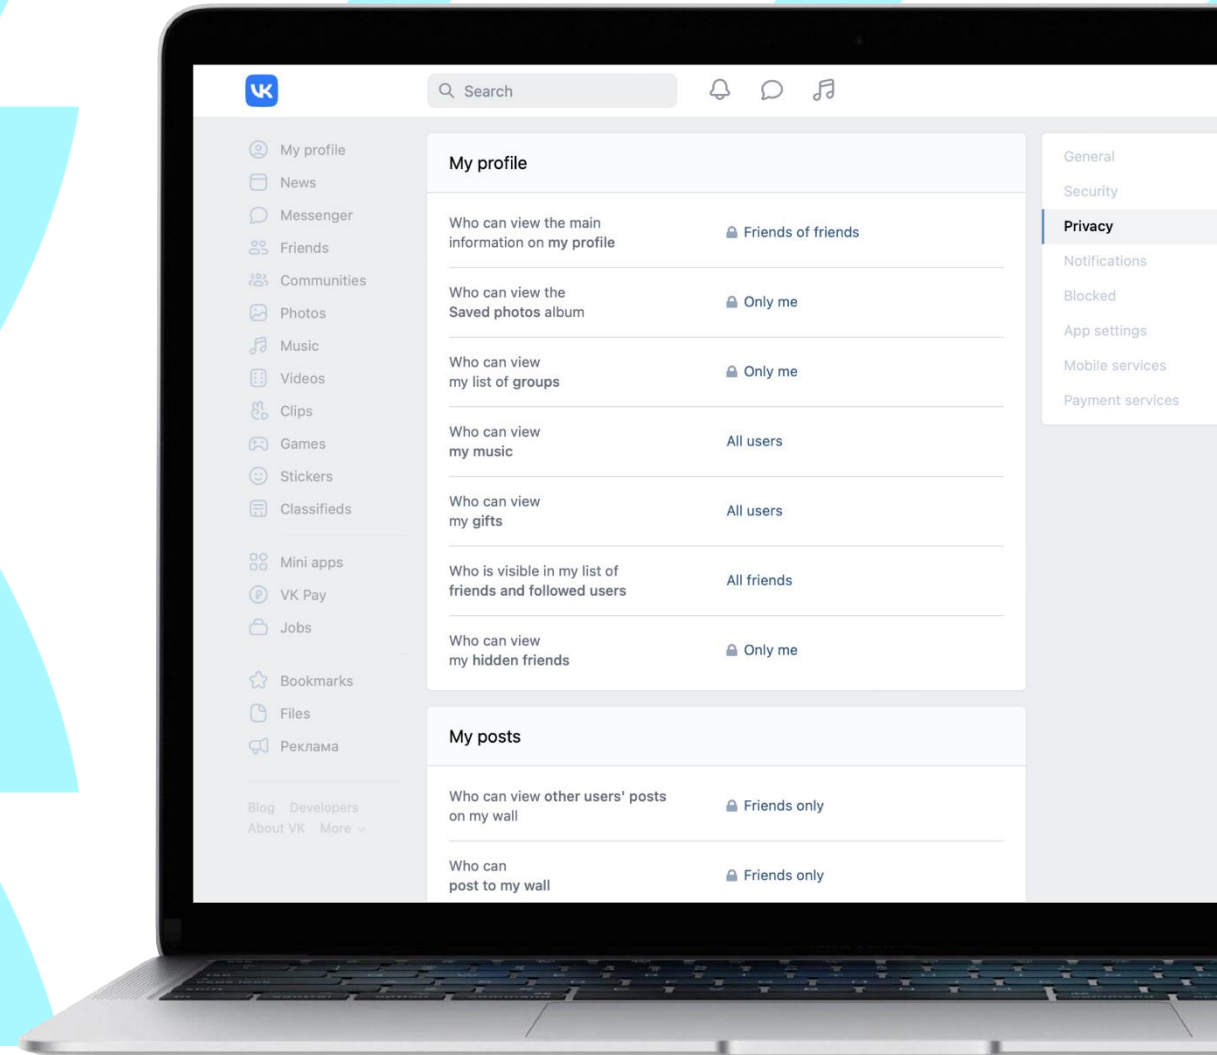 VK
Search
My profile
News
Messenger
Friends
Communities
Photos
Music
Videos
Clips
Games
Stickers
Classifieds
Mini apps
VK Pay
Jobs
Bookmarks
Files
Реклама
Blog Developers
About VK More
My profile
Who can view the main
information on my profile
Friends of friends
Who can view the
Saved photos album
Only me
Who can view
my list of groups
Only me
Who can view
my music
All users
Who can view
my gifts
All users
Who is visible in my list of
friends and followed users
All friends
Who can view
my hidden friends
Only me
My posts
Who can view other users' posts
on my wall
Friends only
Who can
post to my wall
Friends only
General
Security
Privacy
Notifications
Blocked
App settings
Mobile services
Payment services